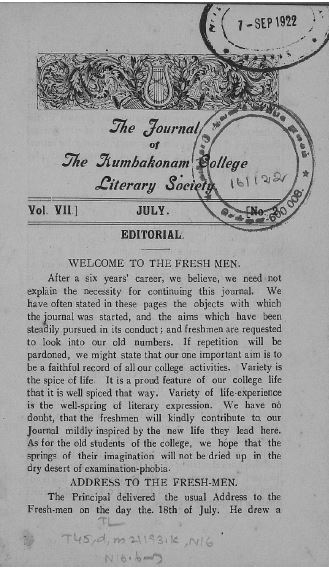 7-SEP 1922
The Journal
of
The Kumbakonam College
Literary Society
Vol. VII ] JULY. [No.
EDITORIAL.
WELCOME TO THE FRESH MEN.
After a six years' career, we believe, we need not
explain the necessity for continuing this journal. We
have often stated in these pages the objects with which
the journal was started, and the aims which have been
steadily pursued in its conduct; and freshmen are requested
to look into our old numbers. If repetition will be
pardoned, we might state that our one important aim is to
be a faithful record of all our college activities. Variety is
the spice of life. It is a proud feature of our college life
that it is well spiced that way. Variety of life-experience
is the well-spring of literary expression. We have no
doubt, that the freshmen will kindly contribute to our
Journal mildly inspired by the new life they lead here.
As for the old students of the college, we hope that the
springs of their imagination will not be dried up in the
dry desert of examination-phobia.
ADDRESS TO THE FRESH-MEN.
The Principal delivered the usual Address to the
Fresh-men on the day the. 18th of July. He drew a
TL